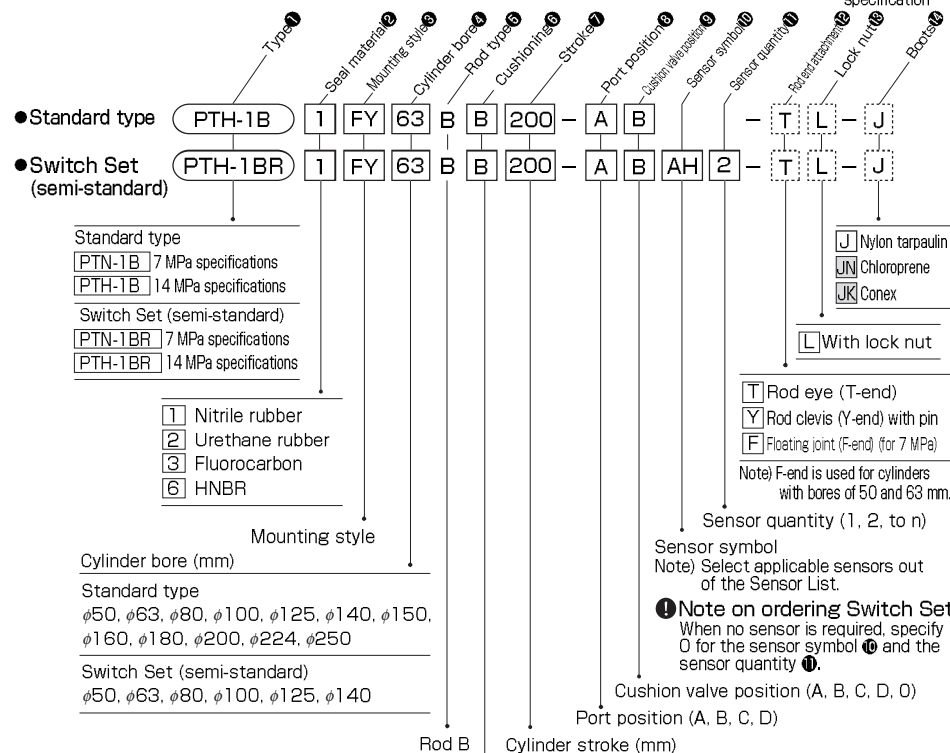 specification
Type❶
Seal material❷
Mounting style❸
Cylinder bore❹
Rod type❺
Cushioning❻
Stroke❼
Port position❽
Cushion valve position❾
Sensor symbol❿
Sensor quantity⓫
Rod end attachment⓬
Lock nut⓭
Boots⓮
●Standard type PTH-1B 1 FY 63 B B 200 – A B – T L – J
●Switch Set PTH-1BR 1 FY 63 B B 200 – A B AH 2 – T L – J
(semi-standard)
Standard type
PTN-1B 7 MPa specifications
PTH-1B 14 MPa specifications
Switch Set (semi-standard)
PTN-1BR 7 MPa specifications
PTH-1BR 14 MPa specifications
J Nylon tarpaulin
JN Chloroprene
JK Conex
L With lock nut
1 Nitrile rubber
2 Urethane rubber
3 Fluorocarbon
6 HNBR
T Rod eye (T-end)
Y Rod clevis (Y-end) with pin
F Floating joint (F-end) (for 7 MPa)
Note) F-end is used for cylinders
with bores of 50 and 63 mm.
Mounting style
Sensor quantity (1, 2, to n)
Cylinder bore (mm)
Standard type
φ50, φ63, φ80, φ100, φ125, φ140, φ150,
φ160, φ180, φ200, φ224, φ250
Switch Set (semi-standard)
φ50, φ63, φ80, φ100, φ125, φ140
Sensor symbol
Note) Select applicable sensors out
of the Sensor List.
! Note on ordering Switch Set
When no sensor is required, specify
0 for the sensor symbol ❿ and the
sensor quantity ⓫.
Cushion valve position (A, B, C, D, 0)
Port position (A, B, C, D)
Rod B
Cylinder stroke (mm)